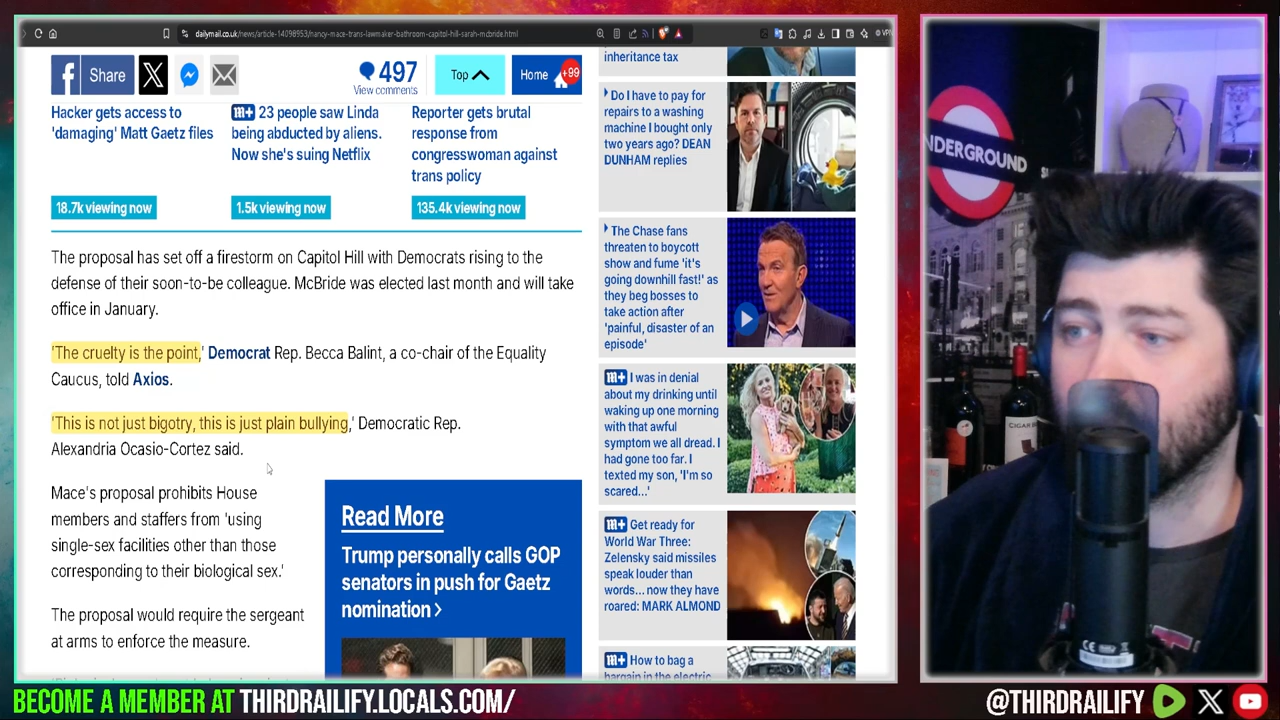 dailymail.co.uk/news/article-14098953/nancy-mace-trans-lawmaker-bathroom-capitol-hill-sarah-mcbride.html
VPN
Share
497
View comments
Top
Home
+99
Hacker gets access to
'damaging' Matt Gaetz files
18.7k viewing now
m+ 23 people saw Linda
being abducted by aliens.
Now she's suing Netflix
1.5k viewing now
Reporter gets brutal
response from
congresswoman against
trans policy
135.4k viewing now
The proposal has set off a firestorm on Capitol Hill with Democrats rising to the
defense of their soon-to-be colleague. McBride was elected last month and will take
office in January.
'The cruelty is the point,' Democrat Rep. Becca Balint, a co-chair of the Equality
Caucus, told Axios.
'This is not just bigotry, this is just plain bullying,' Democratic Rep.
Alexandria Ocasio-Cortez said.
Mace's proposal prohibits House
members and staffers from 'using
single-sex facilities other than those
corresponding to their biological sex.'
The proposal would require the sergeant
at arms to enforce the measure.
Read More
Trump personally calls GOP
senators in push for Gaetz
nomination >
inheritance tax
Do I have to pay for
repairs to a washing
machine I bought only
two years ago? DEAN
DUNHAM replies
The Chase fans
threaten to boycott
show and fume 'it's
going downhill fast!' as
they beg bosses to
take action after
'painful, disaster of an
episode'
m+ I was in denial
about my drinking until
waking up one morning
with that awful
symptom we all dread. I
had gone too far. I
texted my son, 'I'm so
scared...'
m+ Get ready for
World War Three:
Zelensky said missiles
speak louder than
words... now they have
roared: MARK ALMOND
m+ How to bag a
bargain in the electric
NDERGROUND
CIGAR BO
CE
BECOME A MEMBER AT THIRDRAILIFY.LOCALS.COM/
@THIRDRAILIFY